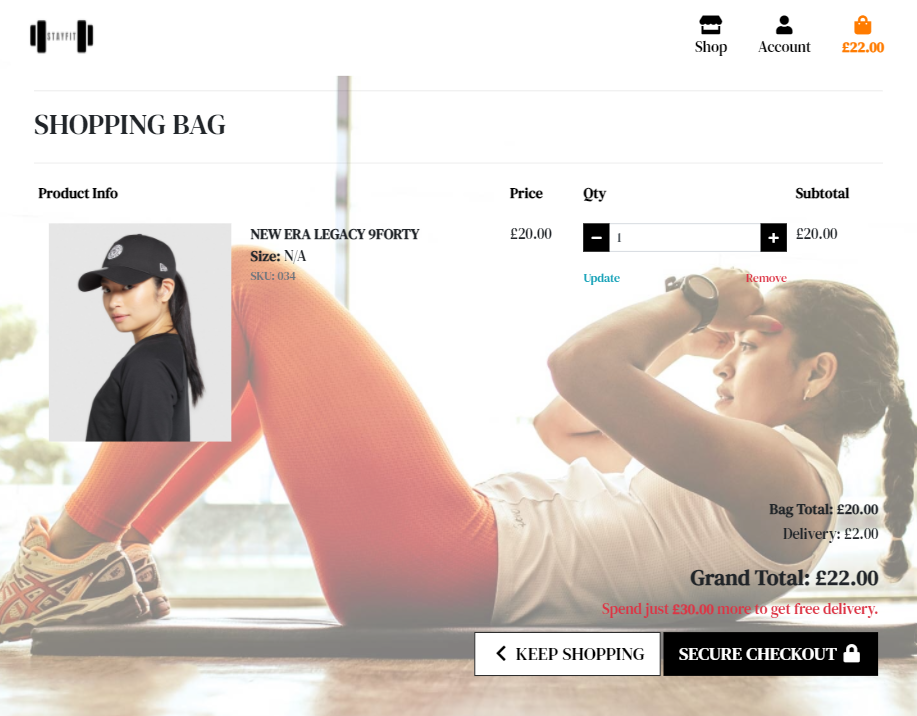 STAYFIT
Shop
Account
£22.00
SHOPPING BAG
Product Info
Price
Qty
Subtotal
NEW ERA LEGACY 9FORTY
£20.00
1
£20.00
Size: N/A
SKU: 034
Update
Remove
Bag Total: £20.00
Delivery: £2.00
Grand Total: £22.00
Spend just £30.00 more to get free delivery.
KEEP SHOPPING
SECURE CHECKOUT